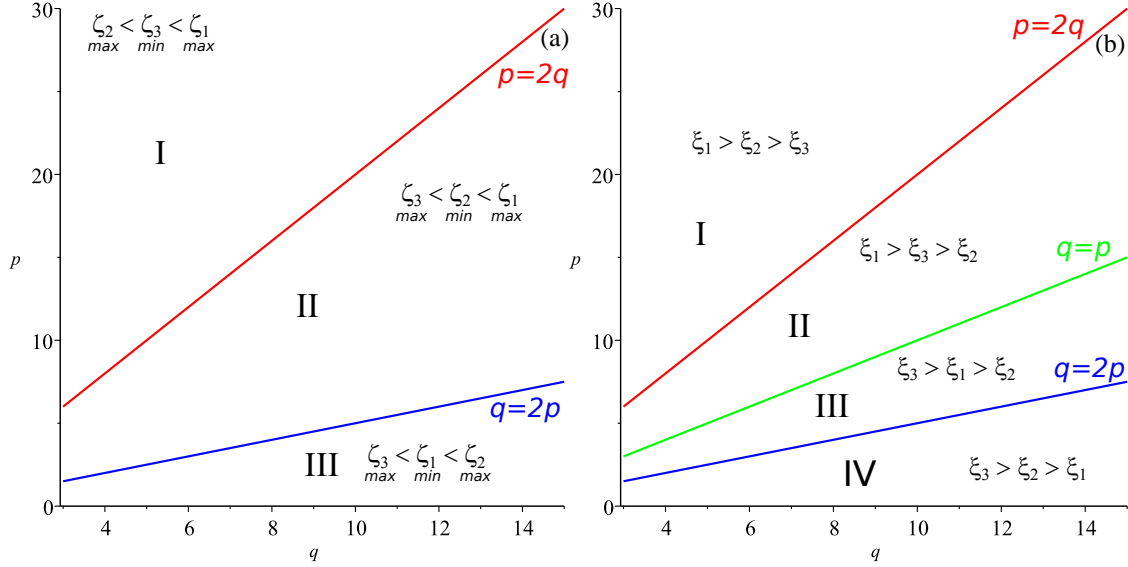 30
ζ2 < ζ3 < ζ1
max min max
(a)
p=2q
I
20
ζ3 < ζ2 < ζ1
max min max
p
II
10
q=2p
III
ζ3 < ζ1 < ζ2
max min max
0
4 6 8 10 12 14
q
30
p=2q
(b)
ξ1 > ξ2 > ξ3
20
I
ξ1 > ξ3 > ξ2
q=p
p
II
10
ξ3 > ξ1 > ξ2
q=2p
III
IV
ξ3 > ξ2 > ξ1
0
4 6 8 10 12 14
q